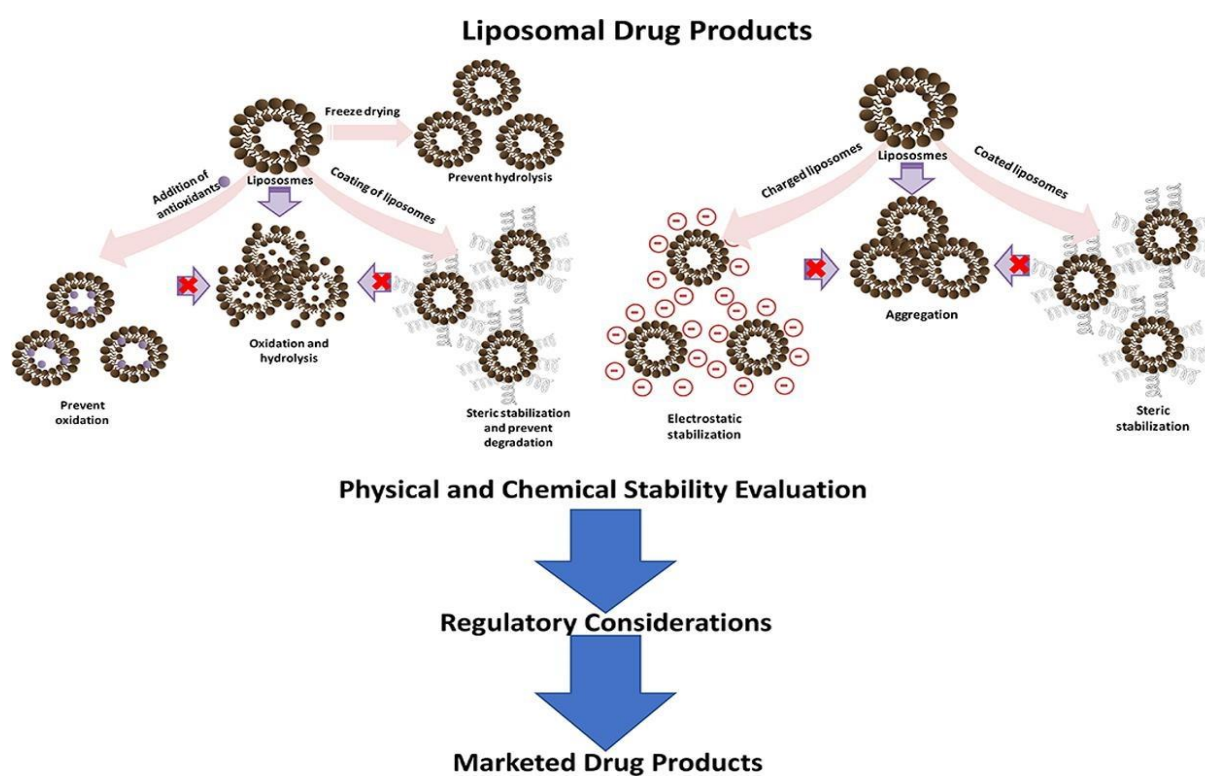 Liposomal Drug Products
Freeze drying
Prevent hydrolysis
Lipososmes
Addition of
antioxidants
Coating of liposomes
Oxidation and
hydrolysis
Prevent
oxidation
Steric stabilization
and prevent
degradation
Liposomes
Charged liposomes
Coated liposomes
Aggregation
Electrostatic
stabilization
Steric
stabilization
Physical and Chemical Stability Evaluation
Regulatory Considerations
Marketed Drug Products